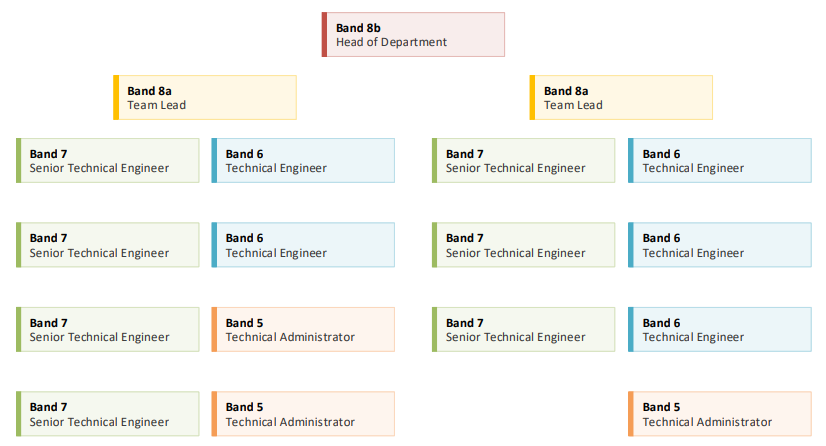 Band 8b
Head of Department
Band 8a
Team Lead
Band 8a
Team Lead
Band 7
Senior Technical Engineer
Band 6
Technical Engineer
Band 7
Senior Technical Engineer
Band 6
Technical Engineer
Band 7
Senior Technical Engineer
Band 6
Technical Engineer
Band 7
Senior Technical Engineer
Band 6
Technical Engineer
Band 7
Senior Technical Engineer
Band 5
Technical Administrator
Band 7
Senior Technical Engineer
Band 6
Technical Engineer
Band 7
Senior Technical Engineer
Band 5
Technical Administrator
Band 5
Technical Administrator